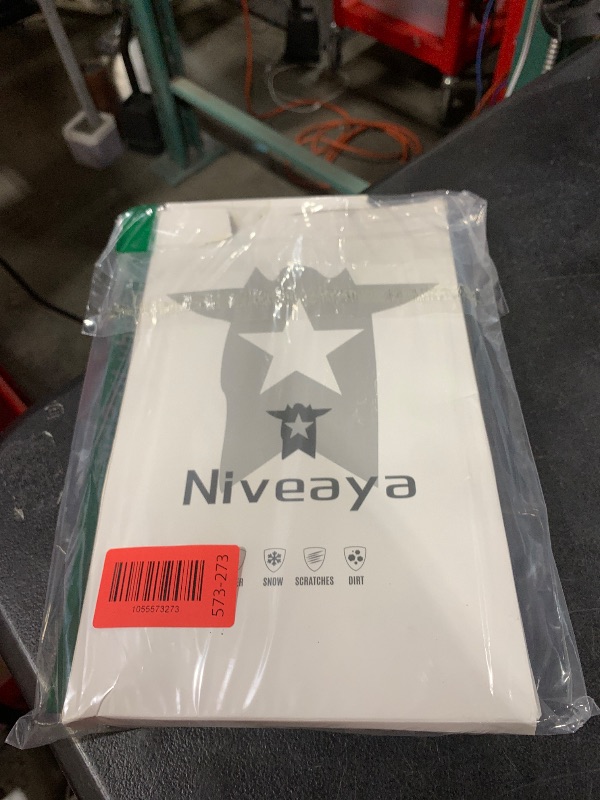 Niveaya
SNOW SCRATCHES DIRT
1055573273
573-273